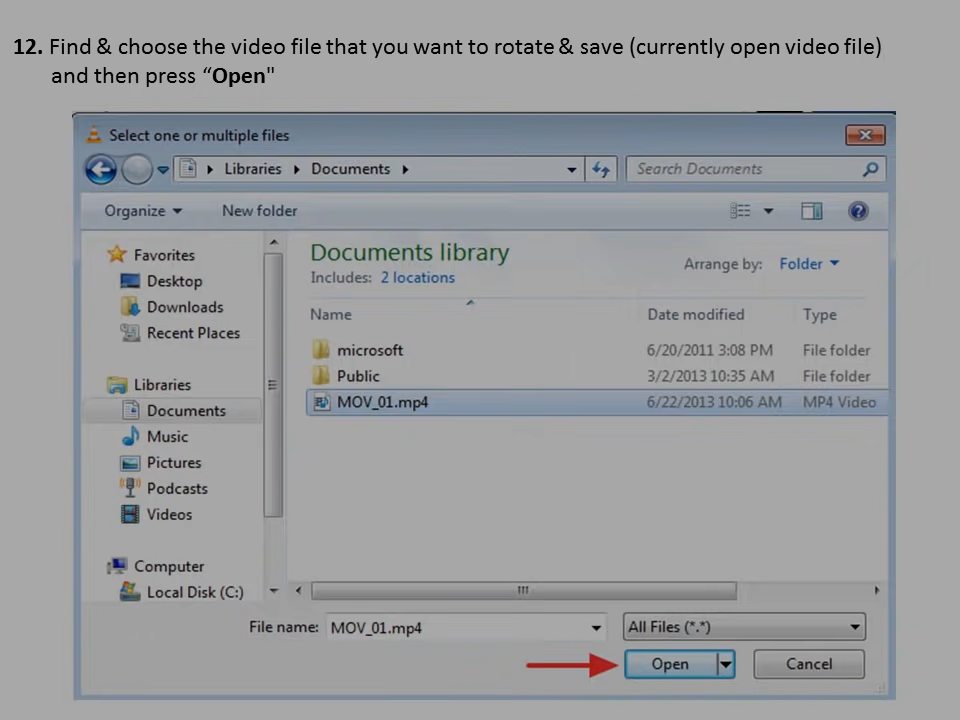 12. Find & choose the video file that you want to rotate & save (currently open video file)
and then press “Open"
Select one or multiple files
Libraries Documents
Search Documents
Organize New folder
Favorites
Desktop
Downloads
Recent Places
Libraries
Documents
Music
Pictures
Podcasts
Videos
Computer
Local Disk (C:)
Documents library
Includes: 2 locations
Arrange by: Folder
Name Date modified Type
microsoft 6/20/2011 3:08 PM File folder
Public 3/2/2013 10:35 AM File folder
MOV_01.mp4 6/22/2013 10:06 AM MP4 Video
File name: MOV_01.mp4 All Files (*.*)
Open Cancel